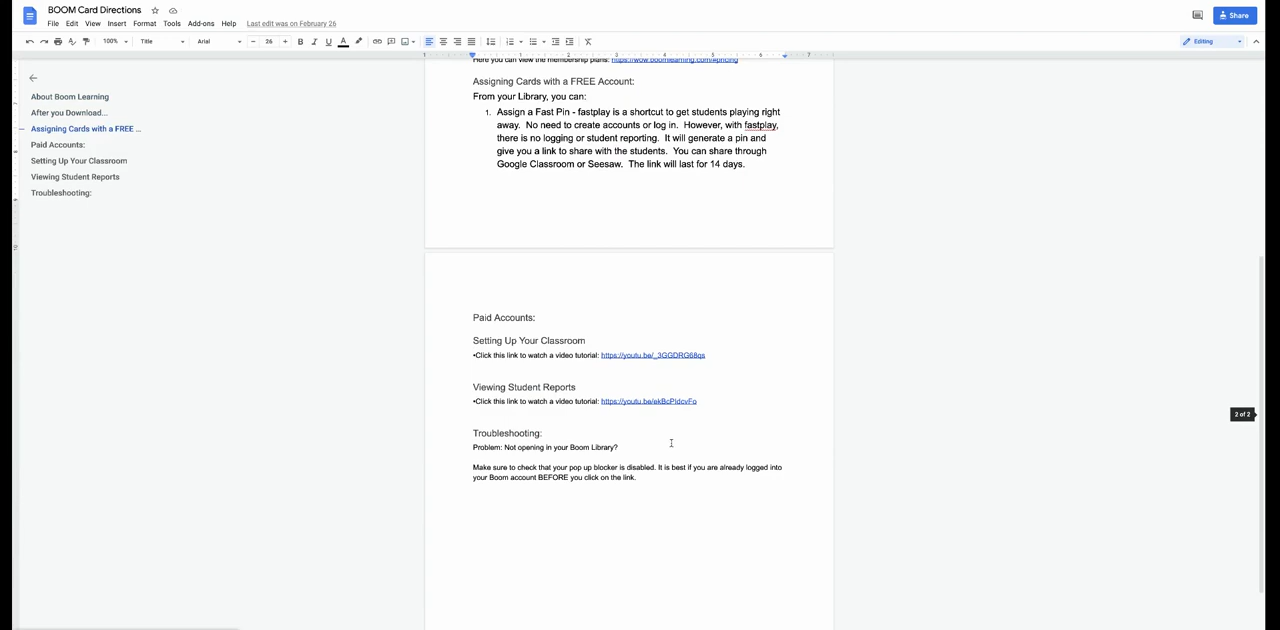 BOOM Card Directions
File Edit View Insert Format Tools Add-ons Help Last edit was on February 26
Share
100% Title Arial 26 Editing
Here you can view the membership plans: https://wow.boomlearning.com/#pricing
About Boom Learning
After you Download...
Assigning Cards with a FREE ...
Paid Accounts:
Setting Up Your Classroom
Viewing Student Reports
Troubleshooting:
Assigning Cards with a FREE Account:
From your Library, you can:
1. Assign a Fast Pin - fastplay is a shortcut to get students playing right
away. No need to create accounts or log in. However, with fastplay,
there is no logging or student reporting. It will generate a pin and
give you a link to share with the students. You can share through
Google Classroom or Seesaw. The link will last for 14 days.
Paid Accounts:
Setting Up Your Classroom
•Click this link to watch a video tutorial: https://youtu.be/_3GGDRG68qs
Viewing Student Reports
•Click this link to watch a video tutorial: https://youtu.be/ekBcPIdcvFo
2 of 2
Troubleshooting:
Problem: Not opening in your Boom Library?
Make sure to check that your pop up blocker is disabled. It is best if you are already logged into
your Boom account BEFORE you click on the link.